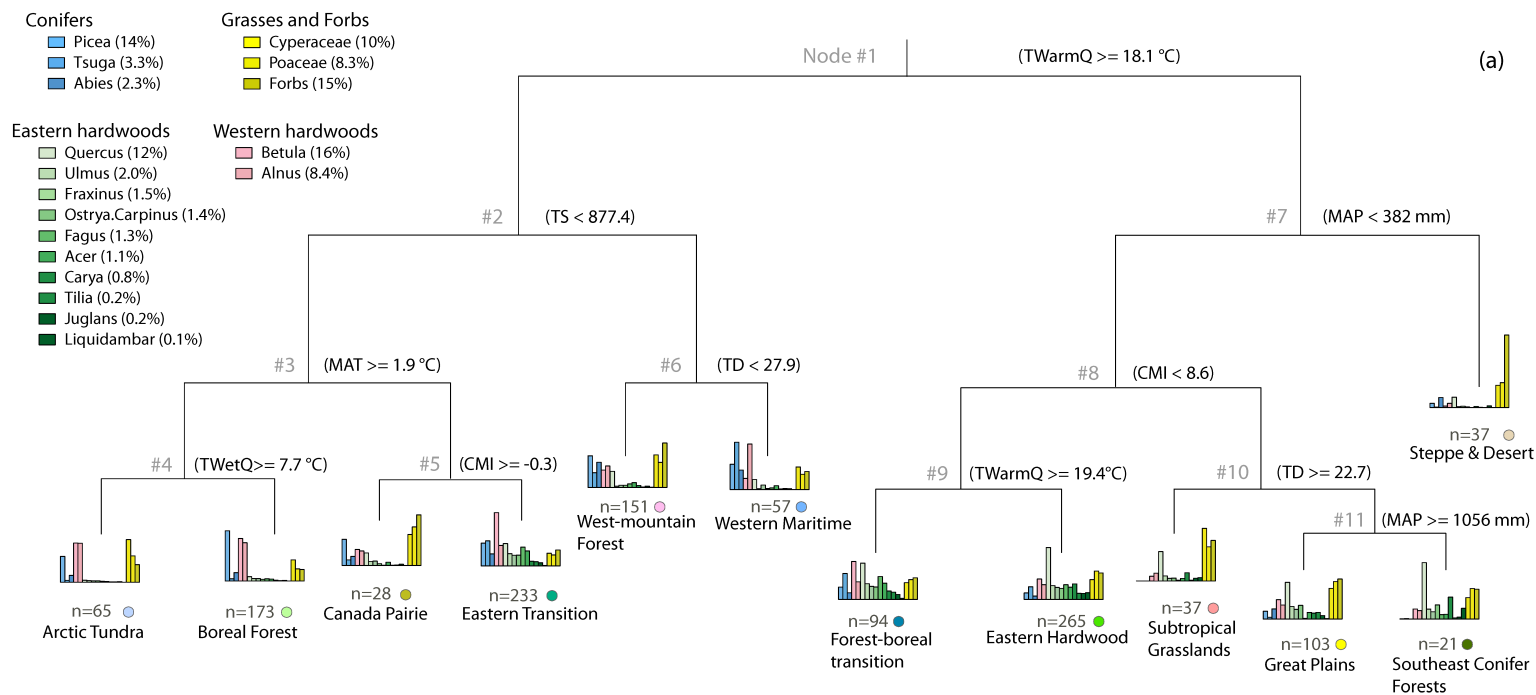 Conifers
Picea (14%)
Tsuga (3.3%)
Abies (2.3%)
Grasses and Forbs
Cyperaceae (10%)
Poaceae (8.3%)
Forbs (15%)
Eastern hardwoods
Quercus (12%)
Ulmus (2.0%)
Fraxinus (1.5%)
Ostrya.Carpinus (1.4%)
Fagus (1.3%)
Acer (1.1%)
Carya (0.8%)
Tilia (0.2%)
Juglans (0.2%)
Liquidambar (0.1%)
Western hardwoods
Betula (16%)
Alnus (8.4%)
(a)
Node #1 (TWarmQ >= 18.1 °C)
#2 (TS < 877.4)
#7 (MAP < 382 mm)
#3 (MAT >= 1.9 °C)
#6 (TD < 27.9)
#8 (CMI < 8.6)
#4 (TWetQ>= 7.7 °C)
#5 (CMI >= -0.3)
#9 (TWarmQ >= 19.4°C)
#10 (TD >= 22.7)
#11 (MAP >= 1056 mm)
n=65
Arctic Tundra
n=173
Boreal Forest
n=28
Canada Pairie
n=233
Eastern Transition
n=151
West-mountain
Forest
n=57
Western Maritime
n=94
Forest-boreal
transition
n=265
Eastern Hardwood
n=37
Subtropical
Grasslands
n=103
Great Plains
n=21
Southeast Conifer
Forests
n=37
Steppe & Desert